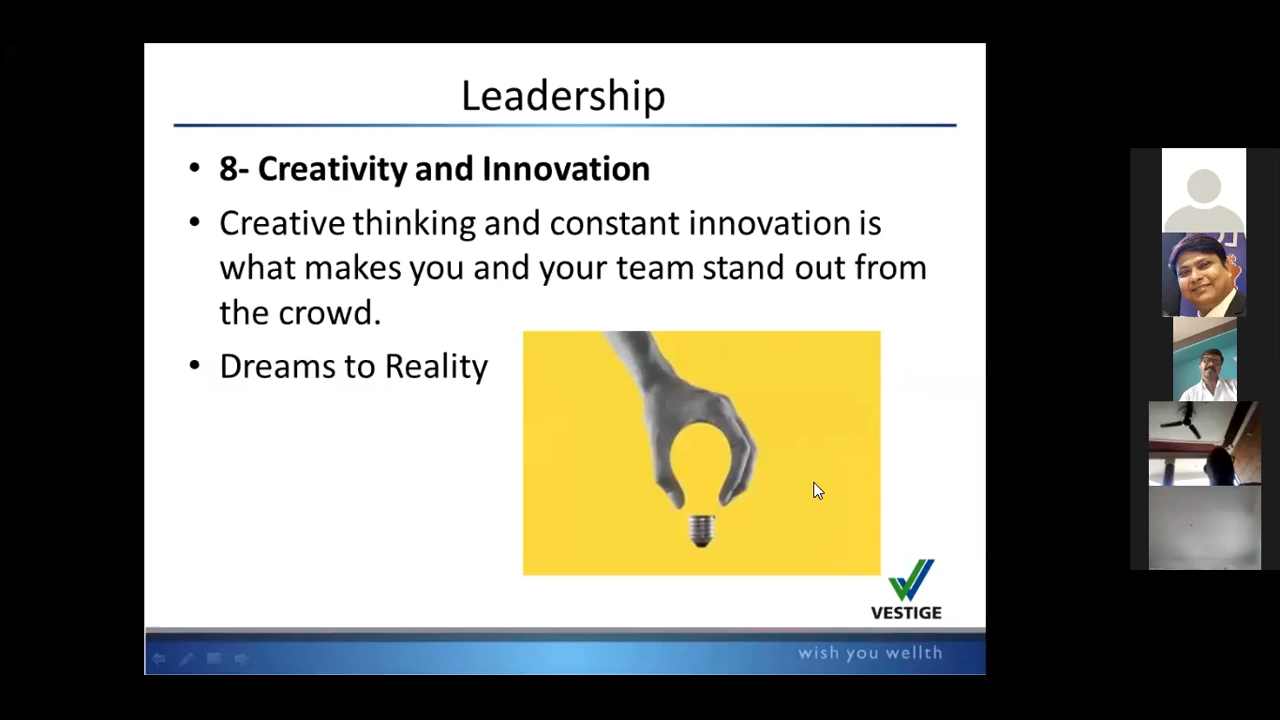 Leadership
• 8- Creativity and Innovation
• Creative thinking and constant innovation is
what makes you and your team stand out from
the crowd.
• Dreams to Reality
VESTIGE
wish you wellth